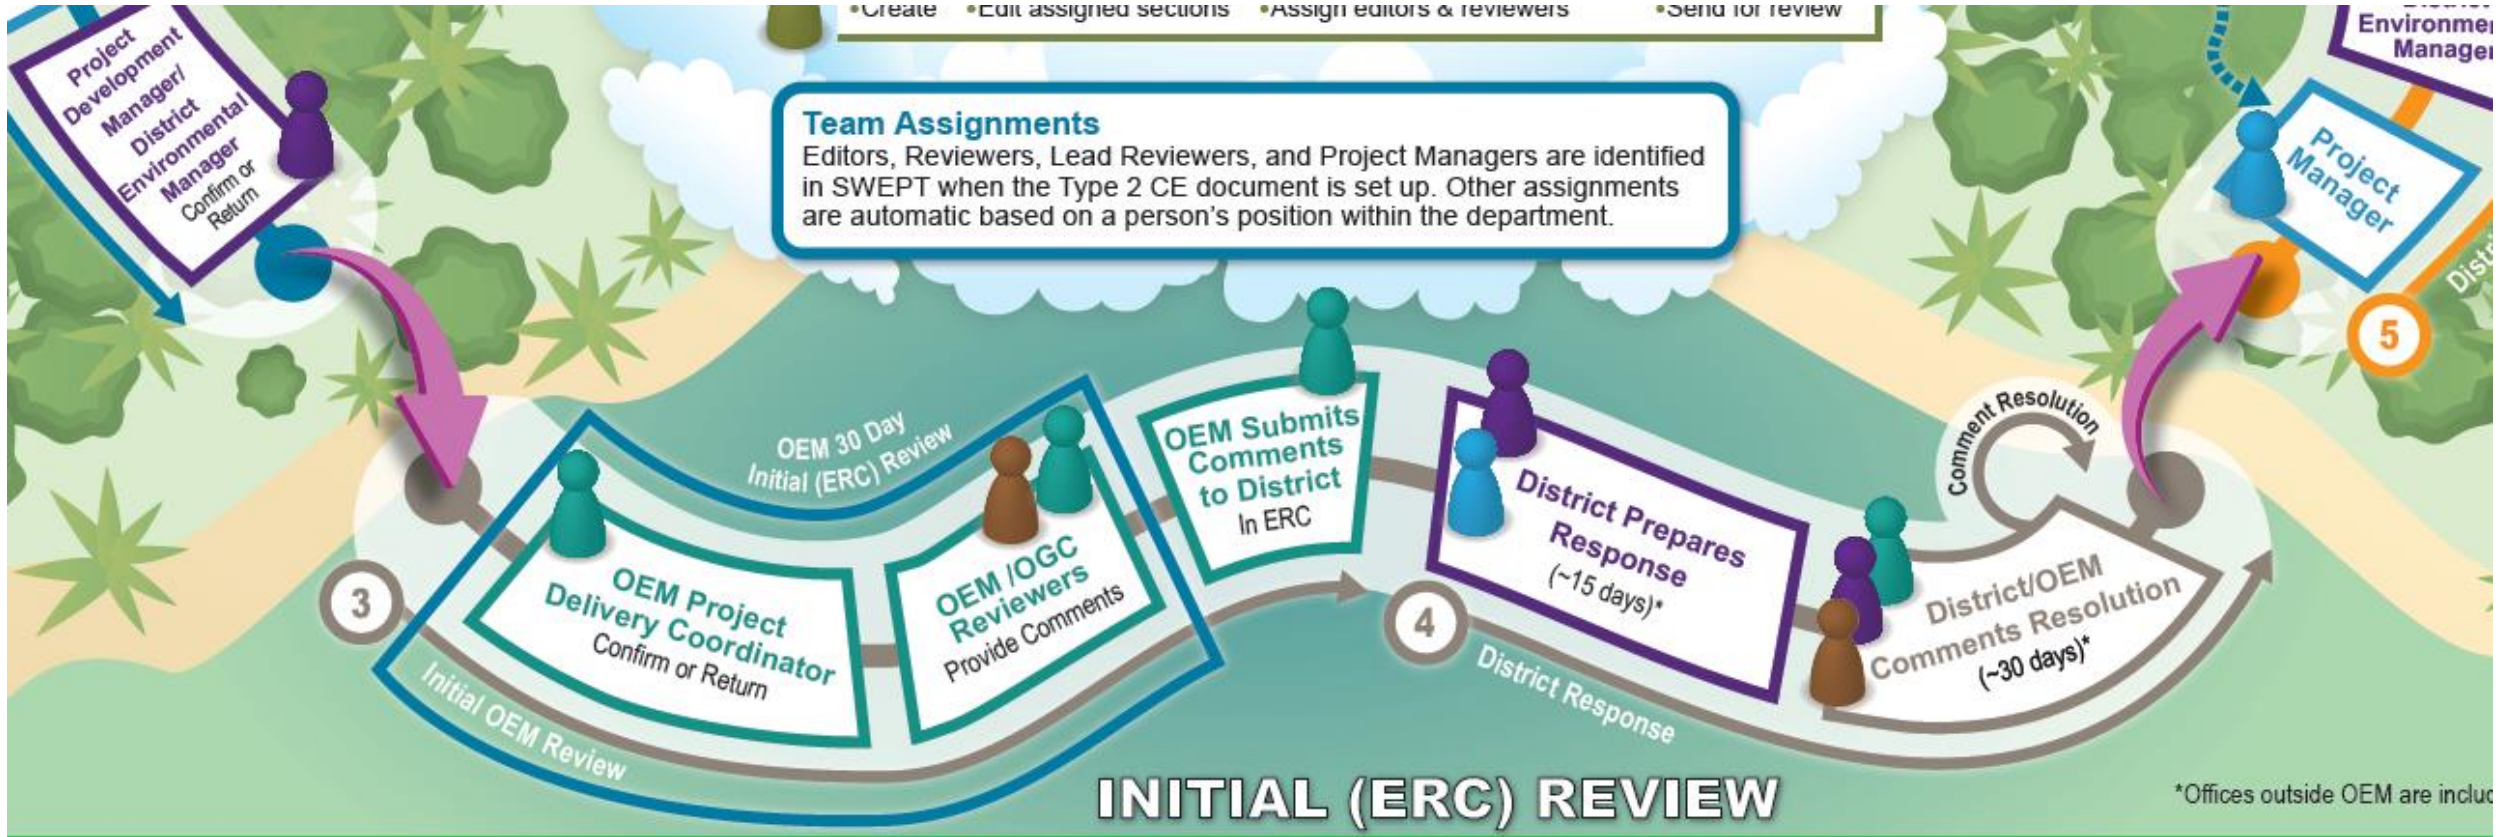 •Create •Edit assigned sections •Assign editors & reviewers •Send for review
Project
Development
Manager/
District
Environmental
Manager
Confirm or
Return
Team Assignments
Editors, Reviewers, Lead Reviewers, and Project Managers are identified
in SWEPT when the Type 2 CE document is set up. Other assignments
are automatic based on a person's position within the department.
Project
Manager
5
OEM 30 Day
Initial (ERC) Review
3
OEM Project
Delivery Coordinator
Confirm or Return
Initial OEM Review
OEM /OGC
Reviewers
Provide Comments
OEM Submits
Comments
to District
In ERC
4
District Prepares
Response
(~15 days)*
District Response
Comment Resolution
District/OEM
Comments Resolution
(~30 days)*
INITIAL (ERC) REVIEW
*Offices outside OEM are